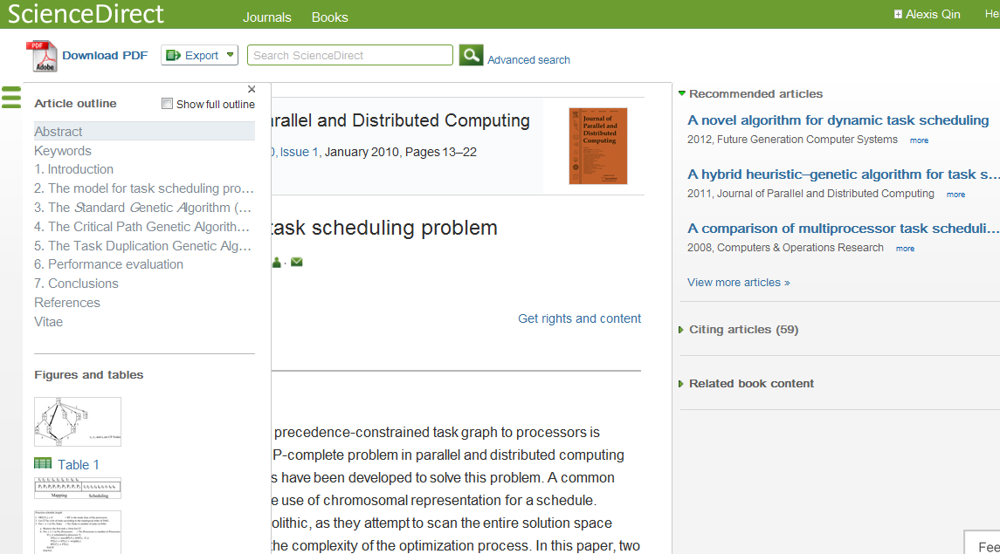 ScienceDirect
Journals Books
Alexis Qin
He
PDF
Adobe
Download PDF
Export
Search ScienceDirect
Advanced search
Article outline
Show full outline
Abstract
Keywords
1. Introduction
2. The model for task scheduling pro…
3. The Standard Genetic Algorithm (…
4. The Critical Path Genetic Algorith…
5. The Task Duplication Genetic Alg…
6. Performance evaluation
7. Conclusions
References
Vitae
Figures and tables
Table 1
Mapping Scheduling
rallel and Distributed Computing
0, Issue 1, January 2010, Pages 13–22
Journal of
Parallel and
Distributed
Computing
task scheduling problem
Get rights and content
precedence-constrained task graph to processors is
P-complete problem in parallel and distributed computing
s have been developed to solve this problem. A common
e use of chromosomal representation for a schedule.
olithic, as they attempt to scan the entire solution space
the complexity of the optimization process. In this paper, two
Recommended articles
A novel algorithm for dynamic task scheduling
2012, Future Generation Computer Systems more
A hybrid heuristic–genetic algorithm for task s…
2011, Journal of Parallel and Distributed Computing more
A comparison of multiprocessor task scheduli…
2008, Computers & Operations Research more
View more articles »
Citing articles (59)
Related book content
Fee